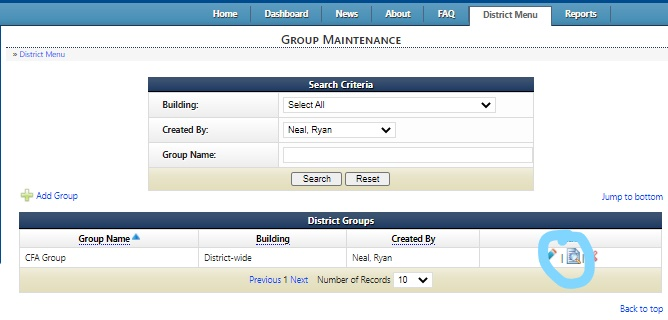 Home Dashboard News About FAQ District Menu Reports
Group Maintenance
» District Menu
Search Criteria
Building: Select All
Created By: Neal, Ryan
Group Name:
Search Reset
Add Group Jump to bottom
District Groups
Group Name Building Created By
CFA Group District-wide Neal, Ryan | |
Previous 1 Next Number of Records 10
Back to top